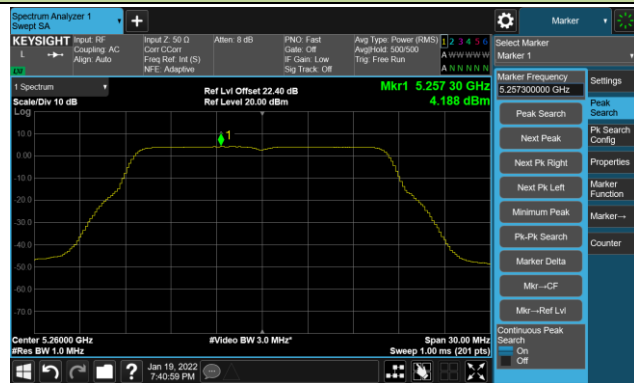 Spectrum Analyzer 1
Swept SA
Marker
KEYSIGHT
L
LVI
Input: RF
Coupling: AC
Align: Auto
Input Z: 50 Ω
Corr CCorr
Freq Ref: Int (S)
NFE: Adaptive
Atten: 8 dB
PNO: Fast
Gate: Off
IF Gain: Low
Sig Track: Off
Avg Type: Power (RMS)
Avg|Hold: 500/500
Trig: Free Run
1 2 3 4 5 6
A W W W W W
A N N N N N
Select Marker
Marker 1
1 Spectrum
Scale/Div 10 dB
Log
Ref Lvl Offset 22.40 dB
Ref Level 20.00 dBm
Mkr1 5.257 30 GHz
4.188 dBm
10.0
0.00
-10.0
-20.0
-30.0
-40.0
-50.0
-60.0
-70.0
1
Center 5.26000 GHz
#Res BW 1.0 MHz
#Video BW 3.0 MHz*
Span 30.00 MHz
Sweep 1.00 ms (201 pts)
Marker Frequency
5.257300000 GHz
Peak Search
Next Peak
Next Pk Right
Next Pk Left
Minimum Peak
Pk-Pk Search
Marker Delta
Mkr→CF
Mkr→Ref Lvl
Continuous Peak
Search
On
Off
Settings
Peak
Search
Pk Search
Config
Properties
Marker
Function
Marker→
Counter
?
Jan 19, 2022
7:40:59 PM